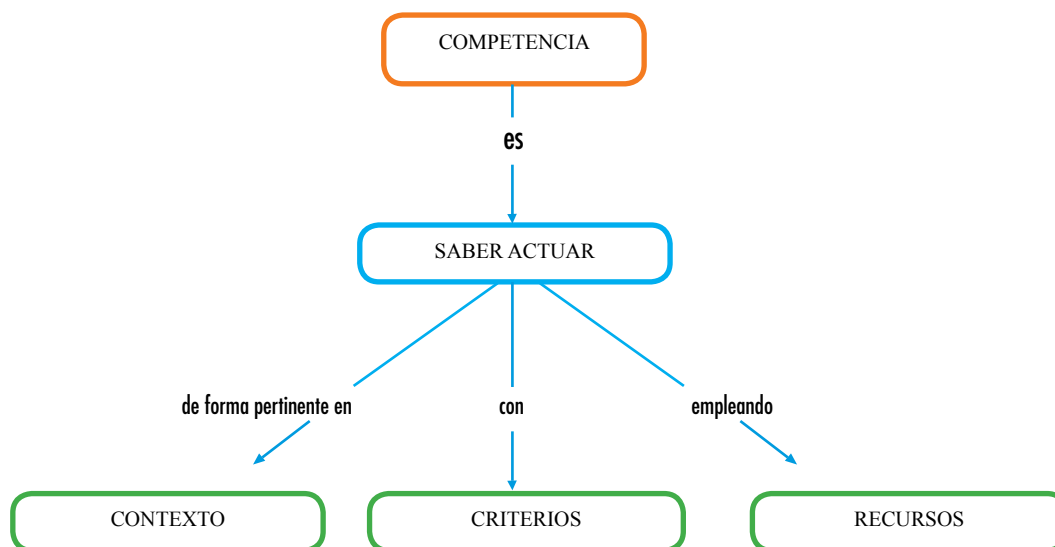 COMPETENCIA
es
SABER ACTUAR
de forma pertinente en
con
empleando
CONTEXTO
CRITERIOS
RECURSOS